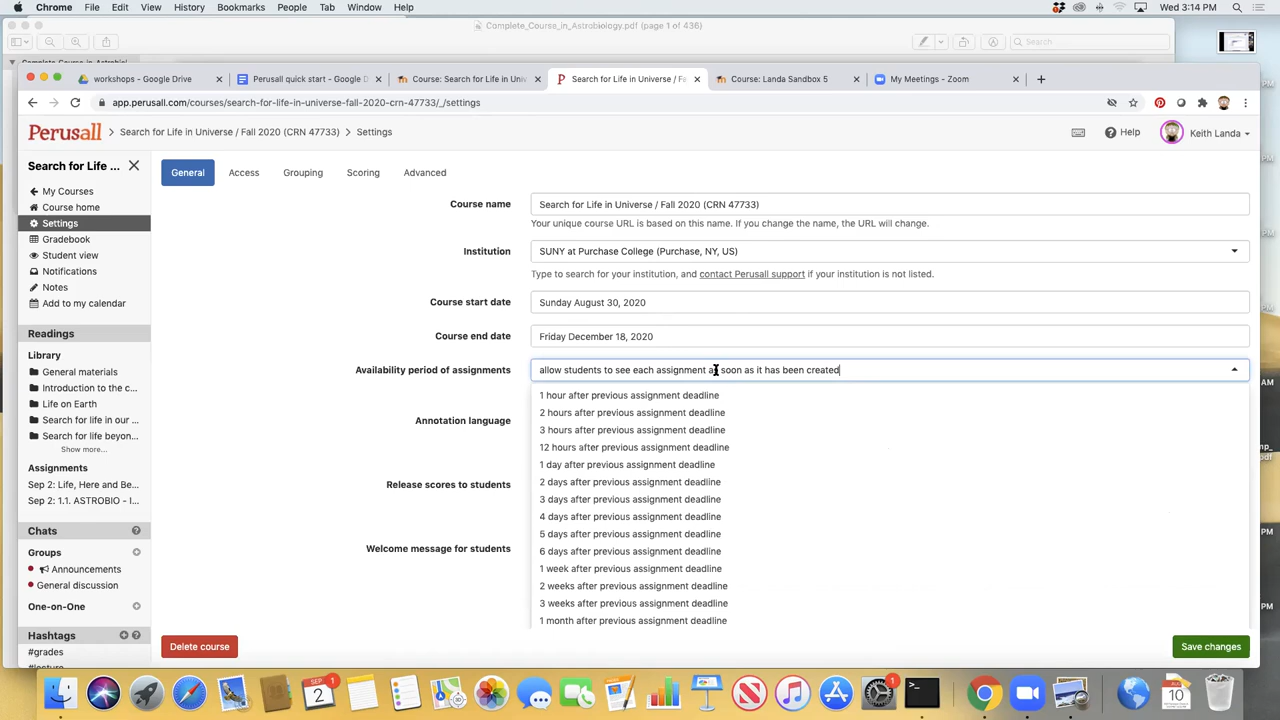 Chrome File Edit View History Bookmarks People Tab Window Help Wed 3:14 PM
Complete_Course_in_Astrobiology.pdf (page 1 of 436)
Search
workshops - Google Drive
Perusall quick start - Google D
Course: Search for Life in Univ
Search for Life in Universe / Fa
Course: Landa Sandbox 5
My Meetings - Zoom
app.perusall.com/courses/search-for-life-in-universe-fall-2020-crn-47733/_/settings
Perusall Search for Life in Universe / Fall 2020 (CRN 47733) Settings
Help Keith Landa
Search for Life ...
My Courses
Course home
Settings
Gradebook
Student view
Notifications
Notes
Add to my calendar
Readings
Library
General materials
Introduction to the c...
Life on Earth
Search for life in our ...
Search for life beyon...
Show more...
Assignments
Sep 2: Life, Here and Be...
Sep 2: 1.1. ASTROBIO - I...
Chats ?
Groups
Announcements
General discussion
One-on-One
Hashtags ?
#grades
General Access Grouping Scoring Advanced
Course name
Search for Life in Universe / Fall 2020 (CRN 47733)
Your unique course URL is based on this name. If you change the name, the URL will change.
Institution
SUNY at Purchase College (Purchase, NY, US)
Type to search for your institution, and contact Perusall support if your institution is not listed.
Course start date
Sunday August 30, 2020
Course end date
Friday December 18, 2020
Availability period of assignments
allow students to see each assignment as soon as it has been created
1 hour after previous assignment deadline
2 hours after previous assignment deadline
3 hours after previous assignment deadline
12 hours after previous assignment deadline
1 day after previous assignment deadline
2 days after previous assignment deadline
3 days after previous assignment deadline
4 days after previous assignment deadline
5 days after previous assignment deadline
6 days after previous assignment deadline
1 week after previous assignment deadline
2 weeks after previous assignment deadline
3 weeks after previous assignment deadline
1 month after previous assignment deadline
Annotation language
Release scores to students
Welcome message for students
Delete course
Save changes
SEP
2
1
1
10